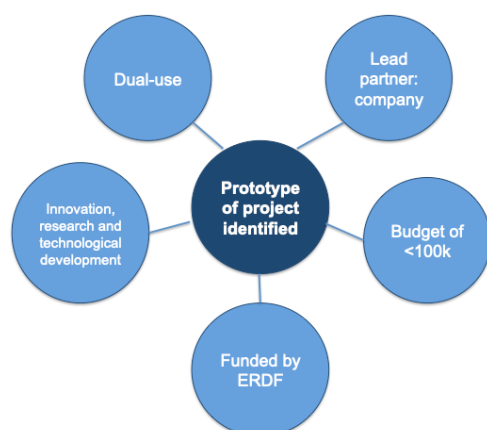 Dual-use
Lead
partner:
company
Prototype
of project
identified
Innovation,
research and
technological
development
Budget of
<100k
Funded by
ERDF